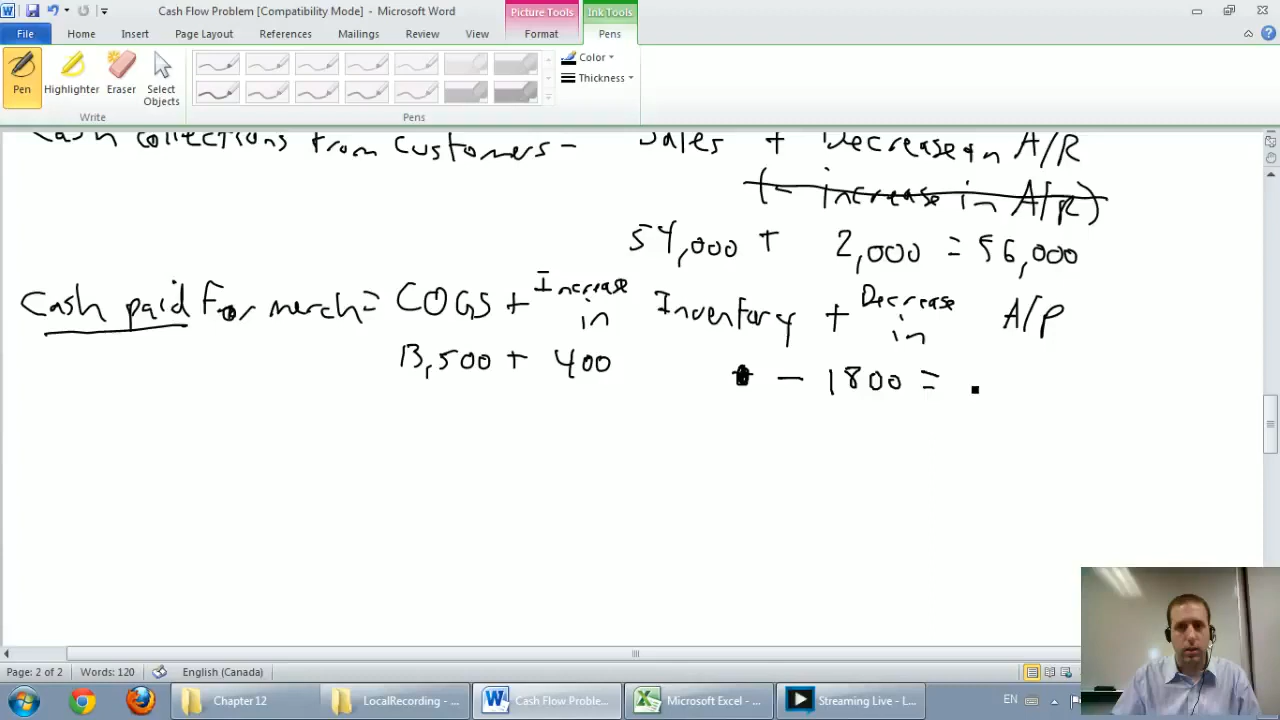 Cash Flow Problem [Compatibility Mode] - Microsoft Word
Picture Tools
Ink Tools
File Home Insert Page Layout References Mailings Review View Format Pens
Pen
Highlighter
Eraser
Select Objects
Color
Thickness
Write
Pens
Cash collections from customers = Sales + Decrease in A/R
(- increase in A/R)
54,000 + 2,000 = 56,000
Cash paid For merch = COGS + Increase in Inventory + Decrease in A/P
13,500 + 400 - 1800 =
Page: 2 of 2
Words: 120
English (Canada)
Chapter 12
LocalRecording - ...
Cash Flow Proble...
Microsoft Excel - ...
Streaming Live - L...
EN